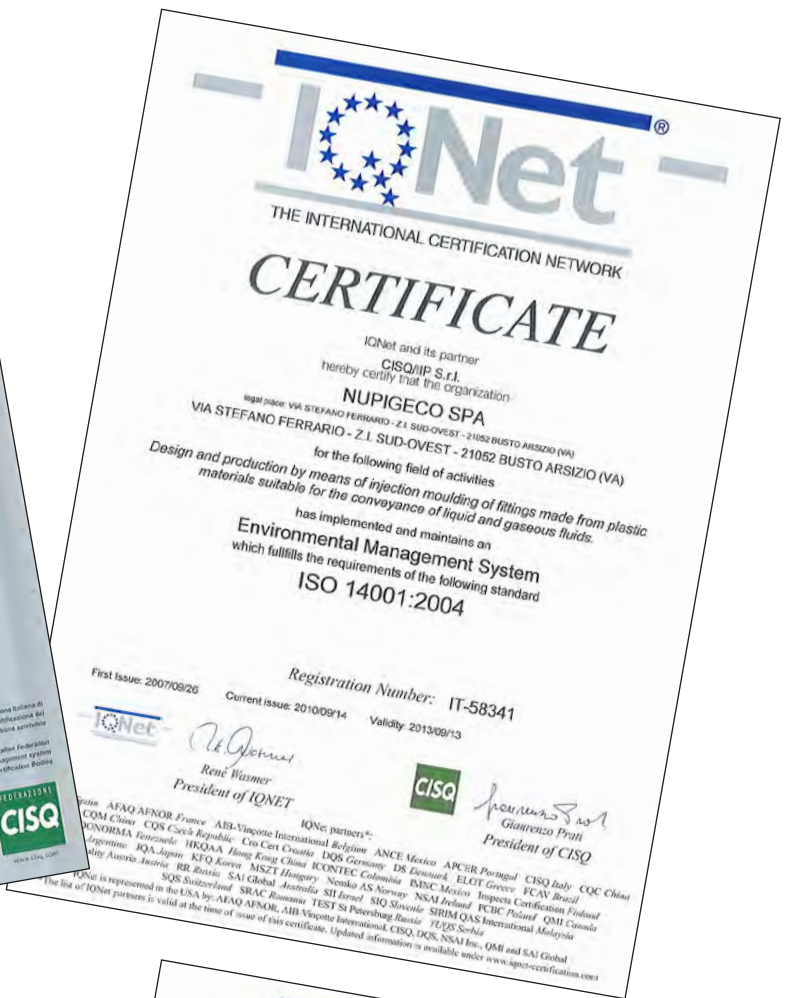 IQNet ®
THE INTERNATIONAL CERTIFICATION NETWORK
CERTIFICATE
IQNet and its partner
CISQ/IIP S.r.l.
hereby certify that the organization
NUPIGECO SPA
legal place: VIA STEFANO FERRARIO - Z.I. SUD-OVEST - 21052 BUSTO ARSIZIO (VA)
VIA STEFANO FERRARIO - Z.I. SUD-OVEST - 21052 BUSTO ARSIZIO (VA)
for the following field of activities
Design and production by means of injection moulding of fittings made from plastic
materials suitable for the conveyance of liquid and gaseous fluids.
has implemented and maintains an
Environmental Management System
which fullfills the requirements of the following standard
ISO 14001:2004
Registration Number: IT-58341
First Issue: 2007/09/26 Current issue: 2010/09/14 Validity: 2013/09/13
IQNet
René Wasmer
President of IQNET
CISQ
Gianrenzo Prati
President of CISQ
IQNet partners*:
Spain AFAQ AFNOR France AIB-Vinçotte International Belgium ANCE Mexico APCER Portugal CISQ Italy CQC China
CQM China CQS Czech Republic Cro Cert Croatia DQS Germany DS Denmark ELOT Greece FCAV Brazil
FONDONORMA Venezuela HKQAA Hong Kong China ICONTEC Colombia IMNC Mexico Inspecta Certification Finland
Argentine JQA Japan KFQ Korea MSZT Hungary Nemko AS Norway NSAI Ireland PCBC Poland QMI Canada
Quality Austria Austria RR Russia SAI Global Australia SII Israel SIQ Slovenia SIRIM QAS International Malaysia
SQS Switzerland SRAC Romania TEST St Petersburg Russia YUQS Serbia
IQNet is represented in the USA by: AFAQ AFNOR, AIB-Vinçotte International, CISQ, DQS, NSAI Inc., QMI and SAI Global
The list of IQNet partners is valid at the time of issue of this certificate. Updated information is available under www.iqnet-certification.com
FEDERAZIONE
CISQ
www.cisq.com